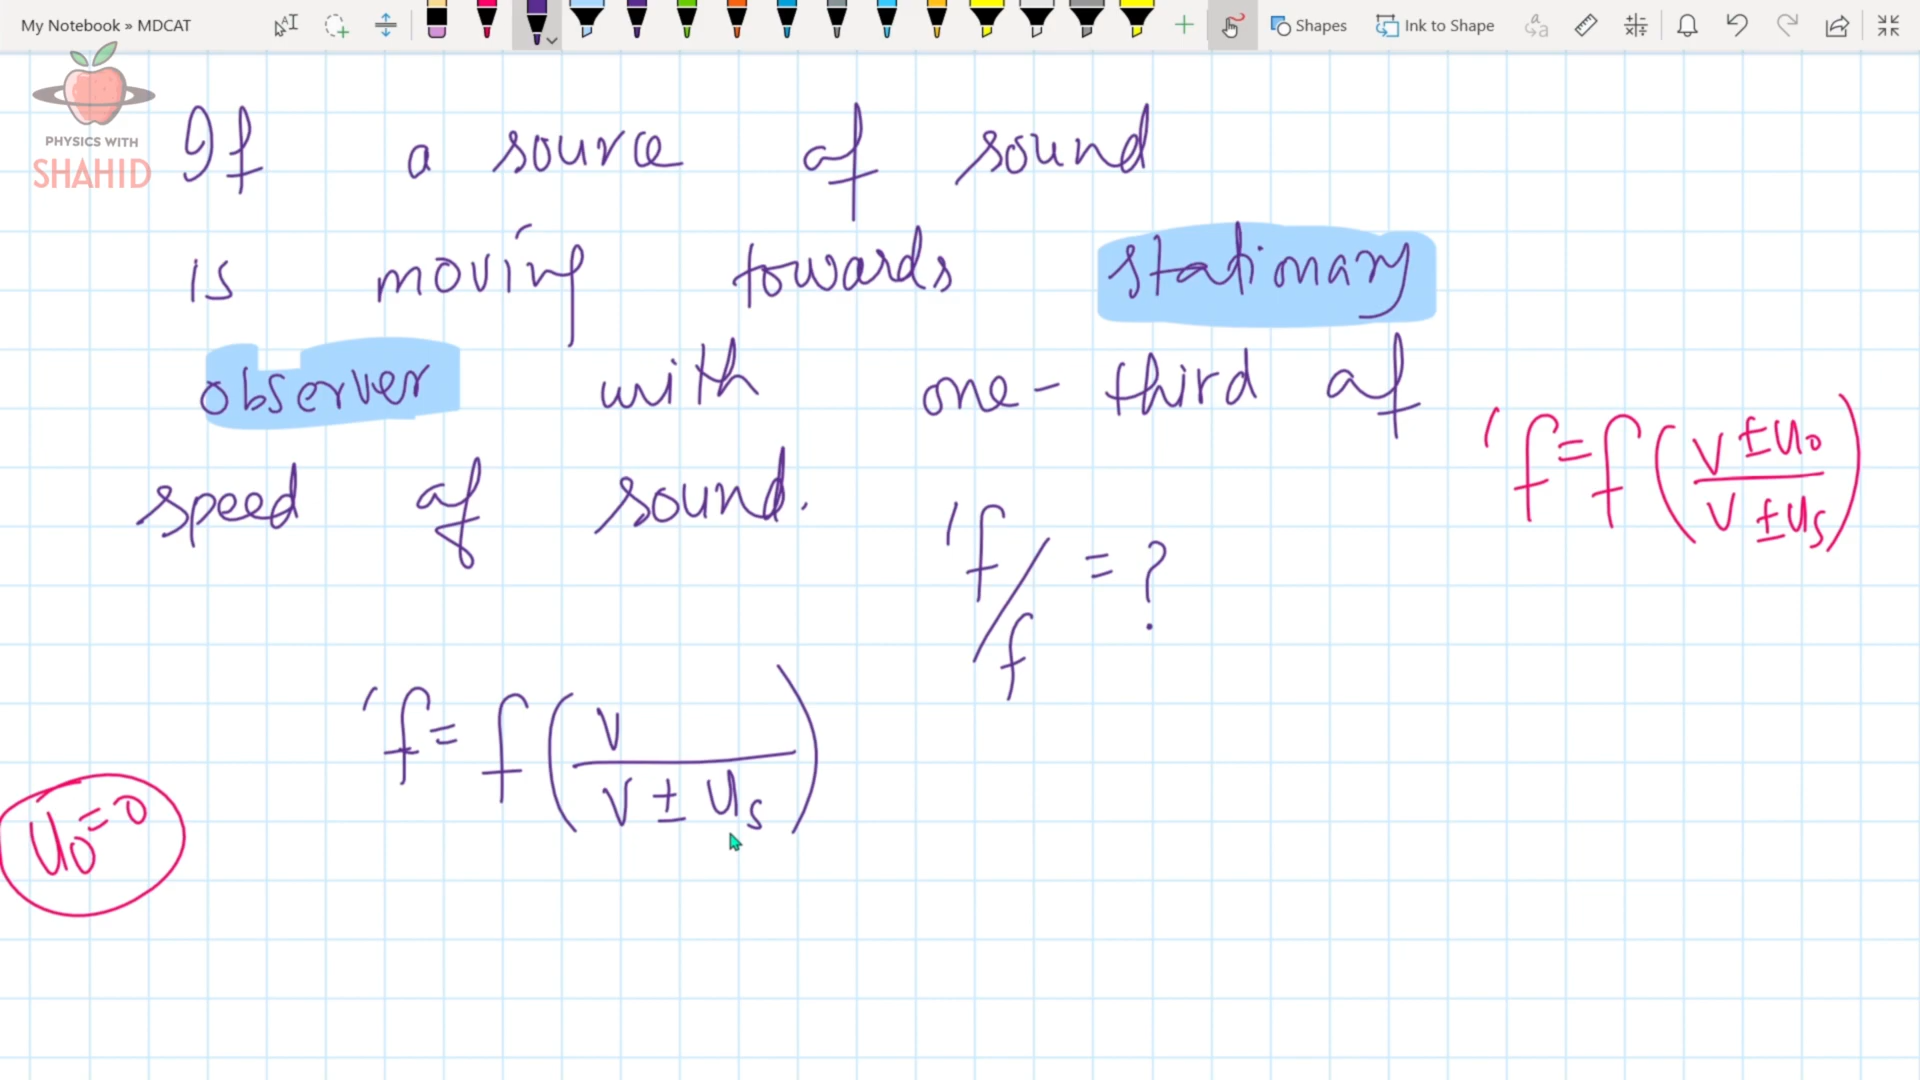 My Notebook » MDCAT
Shapes
Ink to Shape
PHYSICS WITH
SHAHID
If a source of sound
is moving towards stationary
observer with one-third of
speed of sound.
'f/f = ?
'f = f (V ± u₀ / V ± uₛ)
'f = f (V / V ± uₛ)
u₀ = 0